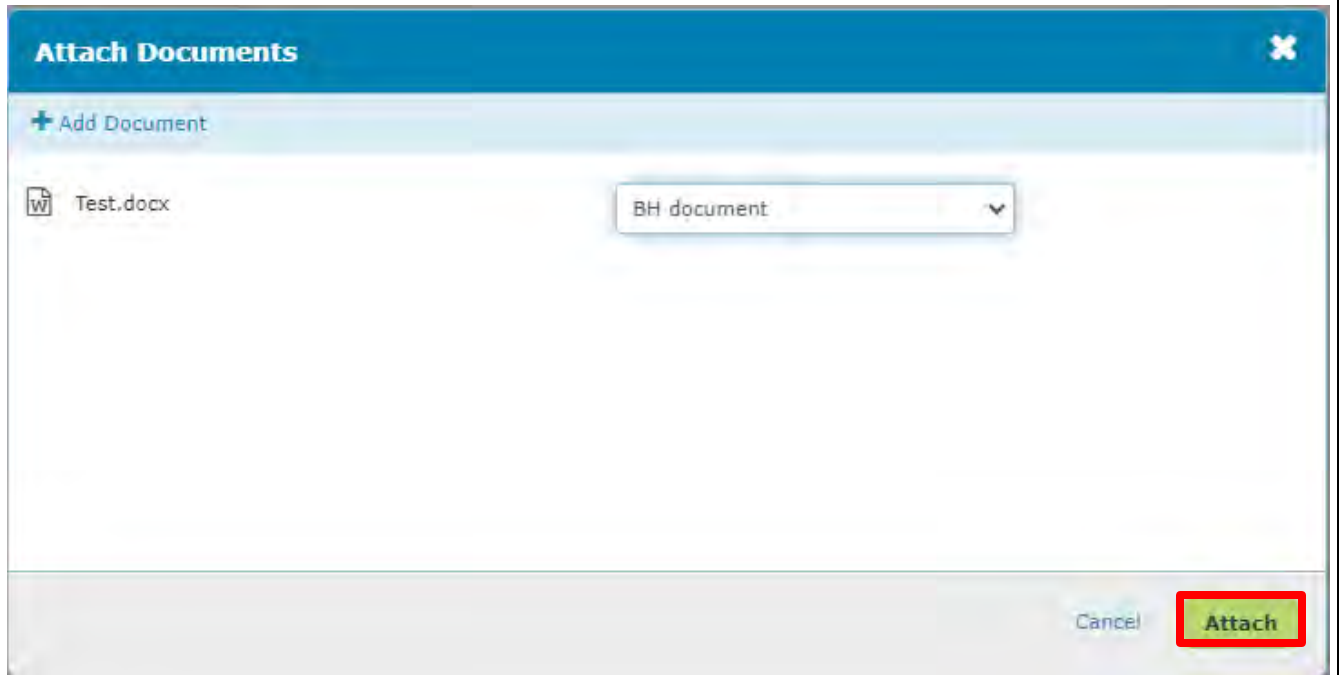 Attach Documents
Add Document
Test.docx
BH document
Cancel
Attach